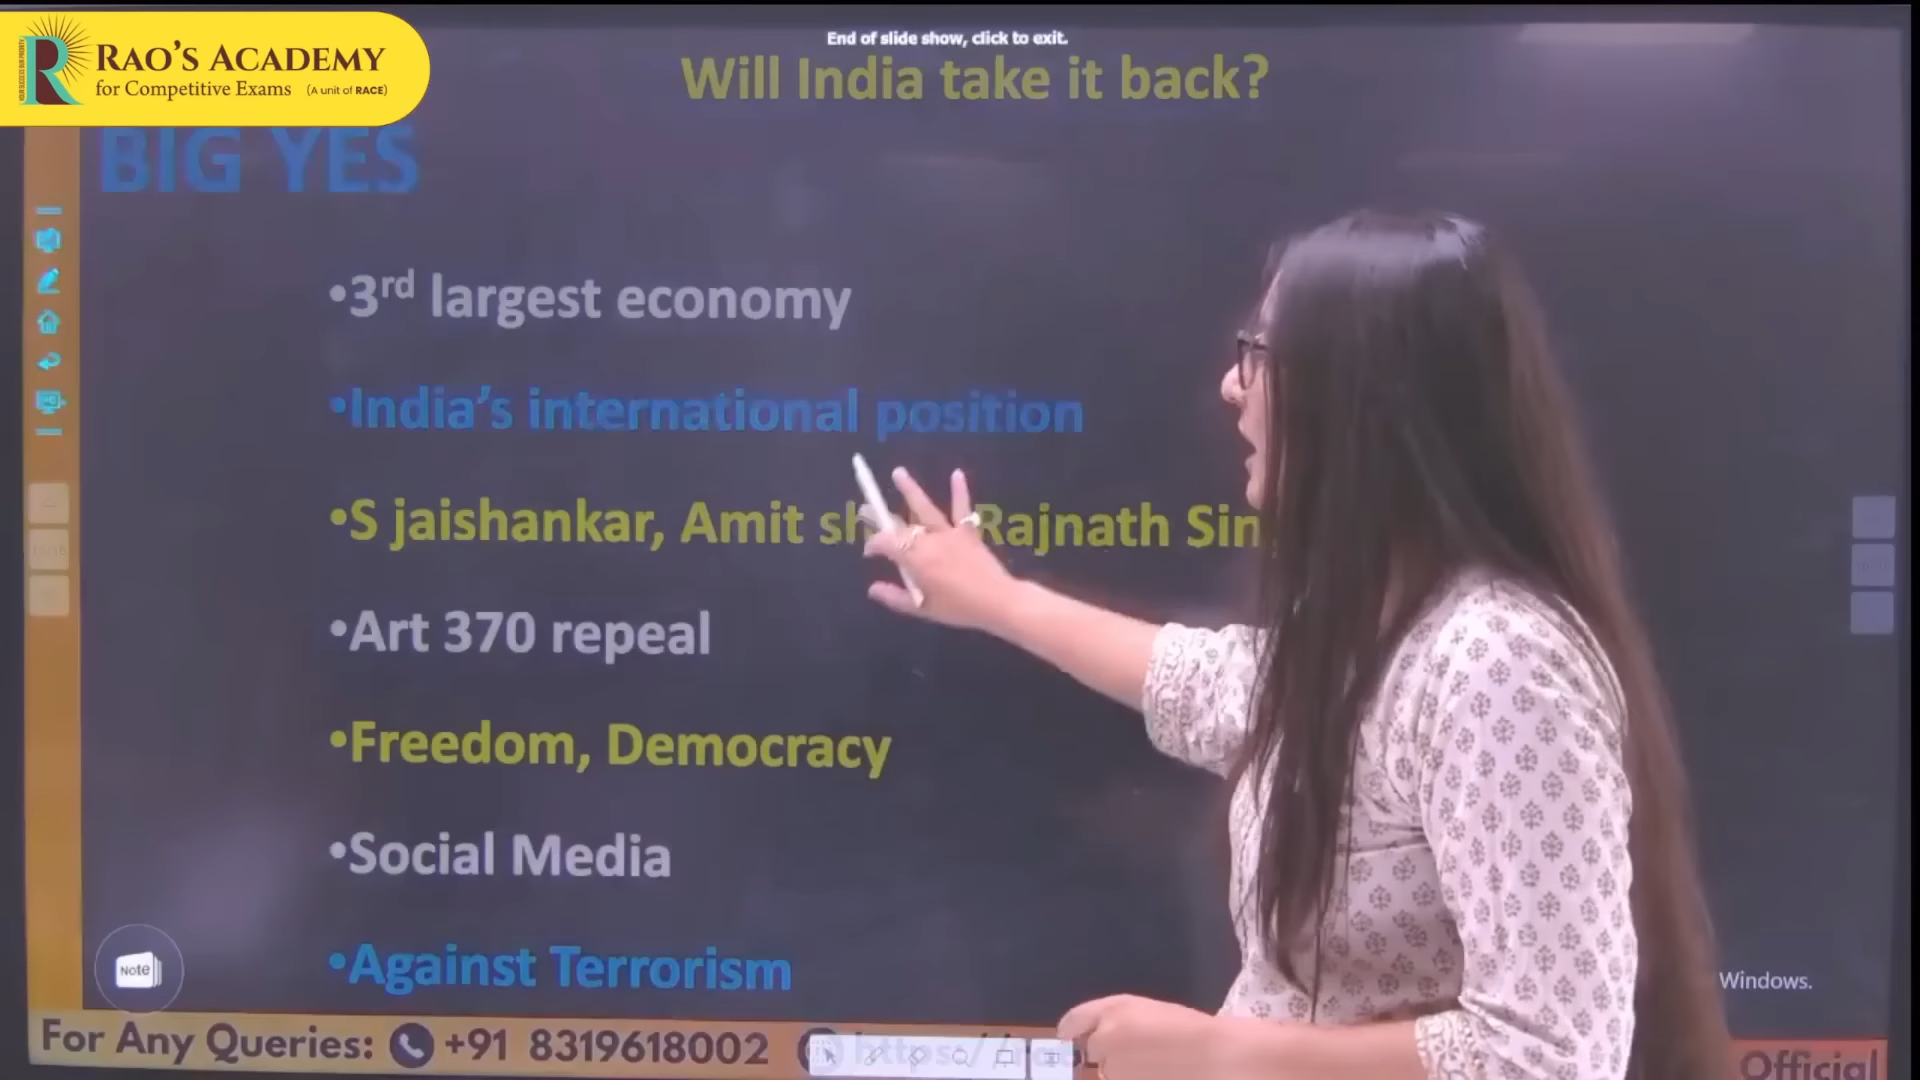 RAO'S ACADEMY
for Competitive Exams (A unit of RACE)
End of slide show, click to exit.
Will India take it back?
BIG YES
•3rd largest economy
•India's international position
•S jaishankar, Amit Rajnath
•Art 370 repeal
•Freedom, Democracy
•Social Media
•Against Terrorism
Note
Windows.
For Any Queries: +91 8319618002
Official